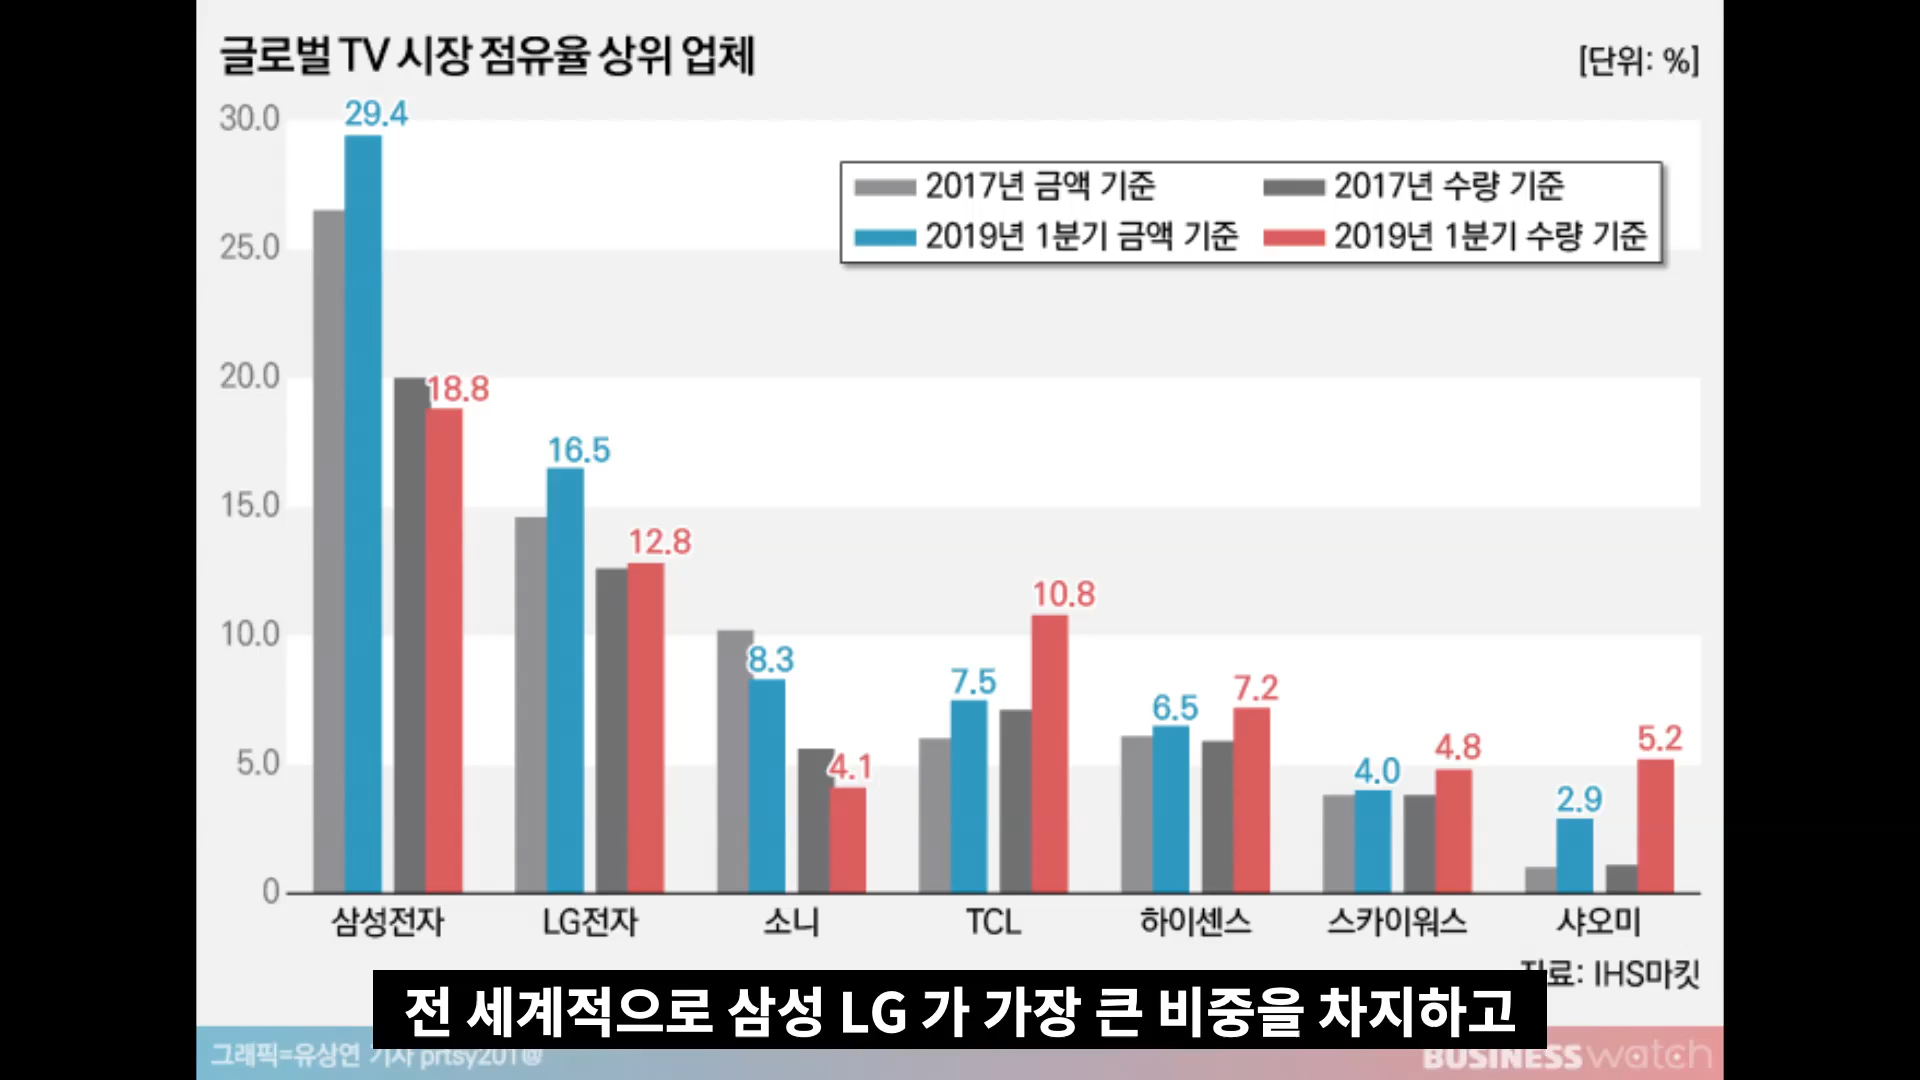 글로벌 TV 시장 점유율 상위 업체
[단위: %]
30.0
25.0
20.0
15.0
10.0
5.0
0
2017년 금액 기준
2017년 수량 기준
2019년 1분기 금액 기준
2019년 1분기 수량 기준
29.4
18.8
16.5
12.8
8.3
4.1
7.5
10.8
6.5
7.2
4.0
4.8
2.9
5.2
삼성전자
LG전자
소니
TCL
하이센스
스카이워스
샤오미
자료: IHS마킷
전 세계적으로 삼성 LG 가 가장 큰 비중을 차지하고
그래픽=유상연 기자 prtsy201@
BUSINESSwatch